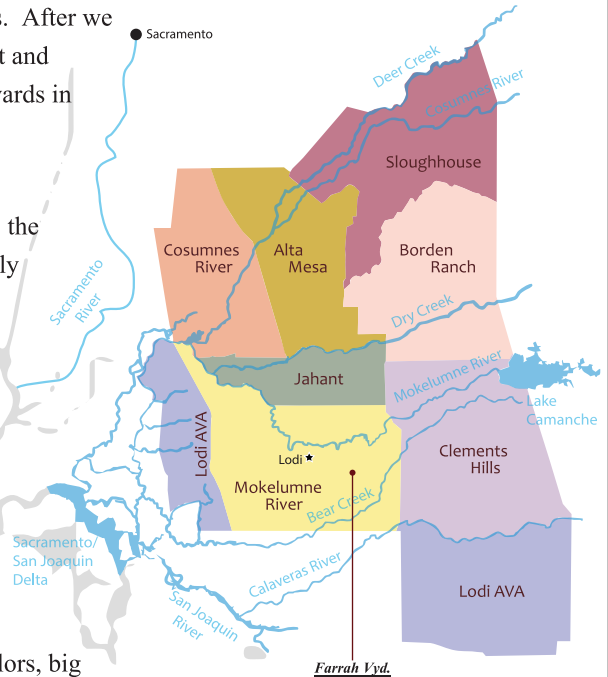 s. After we
t and
yards in
the
ly
lors, big
Sacramento
Deer Creek
Cosumnes River
Sloughhouse
Cosumnes
River
Alta
Mesa
Borden
Ranch
Sacramento
River
Dry Creek
Jahant
Mokelumne River
Lake
Camanche
Lodi AVA
Lodi
Clements
Hills
Mokelumne
River
Bear Creek
Sacramento/
San Joaquin
Delta
Calaveras River
San Joaquin
River
Lodi AVA
Farrah Vyd.